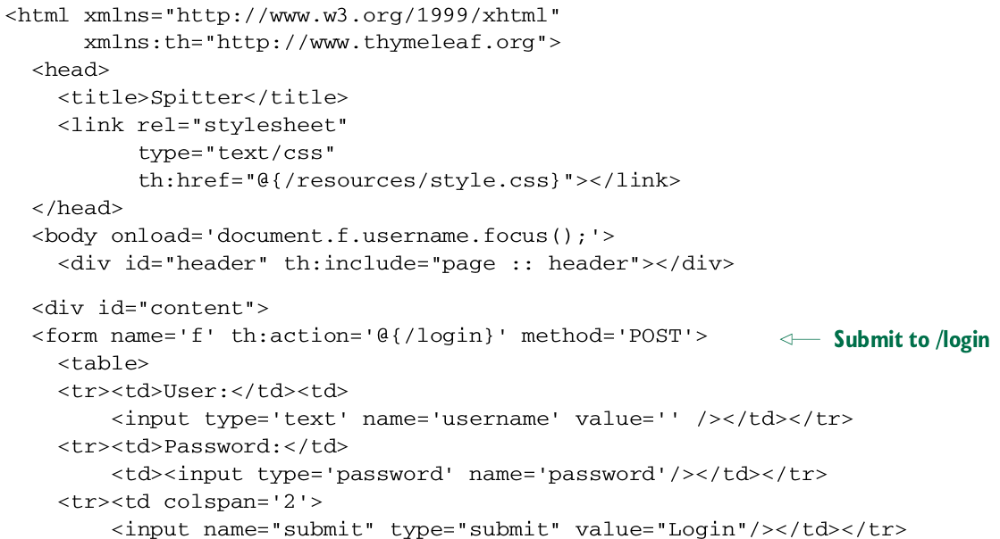 <html xmlns="http://www.w3.org/1999/xhtml"
      xmlns:th="http://www.thymeleaf.org">
  <head>
    <title>Spitter</title>
    <link rel="stylesheet"
          type="text/css"
          th:href="@{/resources/style.css}"></link>
  </head>
  <body onload='document.f.username.focus();'>
    <div id="header" th:include="page :: header"></div>
  <div id="content">
  <form name='f' th:action='@{/login}' method='POST'> Submit to /login
    <table>
    <tr><td>User:</td><td>
        <input type='text' name='username' value='' /></td></tr>
    <tr><td>Password:</td>
        <td><input type='password' name='password'/></td></tr>
    <tr><td colspan='2'>
        <input name="submit" type="submit" value="Login"/></td></tr>